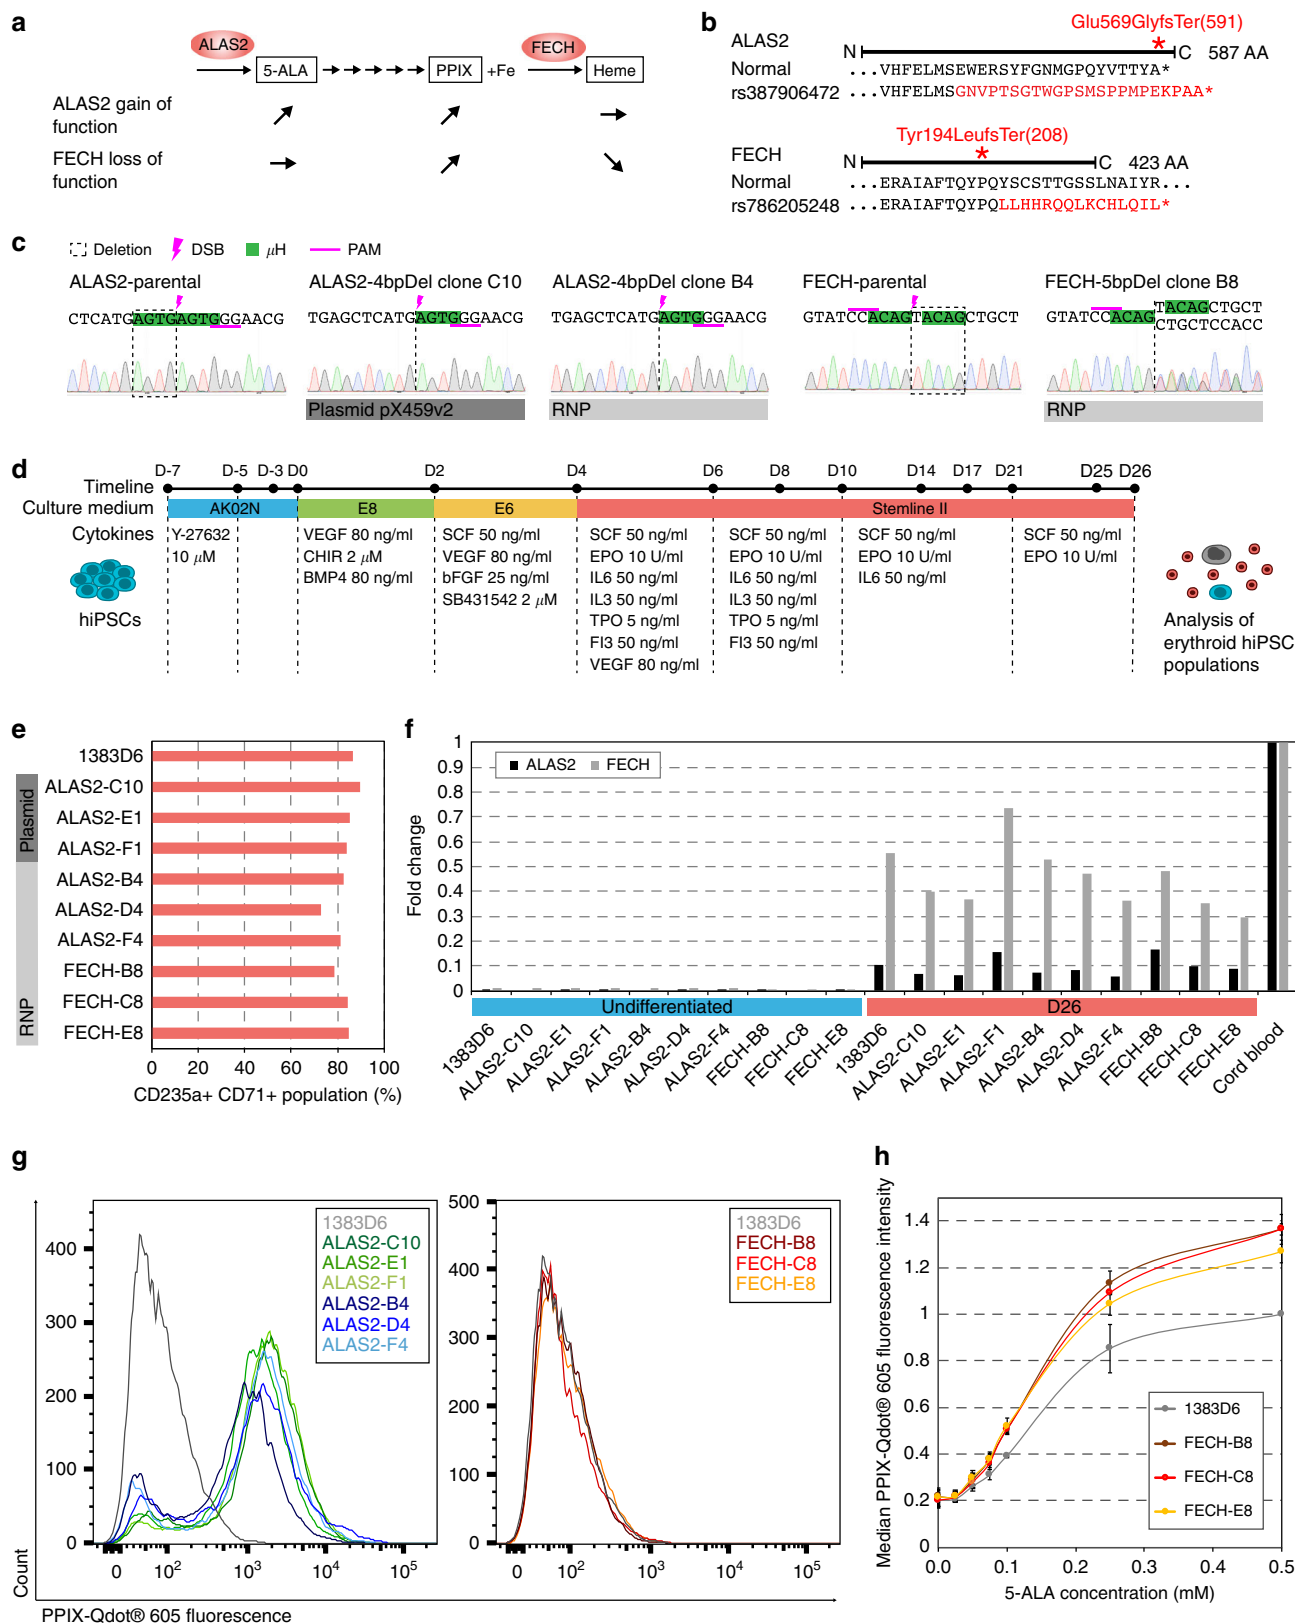 a
ALAS2
FECH
5-ALA
PPIX
+Fe
Heme
ALAS2 gain of
function
FECH loss of
function
b
Glu569GlyfsTer(591)
*
ALAS2
N
C
587 AA
Normal
...VHFELMSEWERSYFGNMGPQYVTTYA*
rs387906472
...VHFELMSGNVPTSGTWGPSMSPPMPEKPAA*
Tyr194LeufsTer(208)
*
FECH
N
C
423 AA
Normal
...ERAIAFTQYPQYSCSTTGSSLNAIYR...
rs786205248
...ERAIAFTQYPQLLHHRQQLKCHLQIL*
c
Deletion
DSB
μH
PAM
ALAS2-parental
CTCATGAGTGAGTGGGAACG
ALAS2-4bpDel clone C10
TGAGCTCATGAGTGGGAACG
Plasmid pX459v2
ALAS2-4bpDel clone B4
TGAGCTCATGAGTGGGAACG
RNP
FECH-parental
GTATCCACAGTACAGCTGCT
FECH-5bpDel clone B8
GTATCCACAG
TACAGCTGCT
CTGCTCCACC
RNP
d
D-7 D-5 D-3 D0 D2 D4 D6 D8 D10 D14 D17 D21 D25 D26
Timeline
Culture medium
AK02N
E8
E6
Stemline II
Cytokines
Y-27632
10 μM
VEGF 80 ng/ml
CHIR 2 μM
BMP4 80 ng/ml
SCF 50 ng/ml
VEGF 80 ng/ml
bFGF 25 ng/ml
SB431542 2 μM
SCF 50 ng/ml
EPO 10 U/ml
IL6 50 ng/ml
IL3 50 ng/ml
TPO 5 ng/ml
Fl3 50 ng/ml
VEGF 80 ng/ml
SCF 50 ng/ml
EPO 10 U/ml
IL6 50 ng/ml
IL3 50 ng/ml
TPO 5 ng/ml
Fl3 50 ng/ml
SCF 50 ng/ml
EPO 10 U/ml
IL6 50 ng/ml
SCF 50 ng/ml
EPO 10 U/ml
hiPSCs
Analysis of
erythroid hiPSC
populations
e
Plasmid
RNP
1383D6
ALAS2-C10
ALAS2-E1
ALAS2-F1
ALAS2-B4
ALAS2-D4
ALAS2-F4
FECH-B8
FECH-C8
FECH-E8
0 20 40 60 80 100
CD235a+ CD71+ population (%)
f
Fold change
1
0.9
0.8
0.7
0.6
0.5
0.4
0.3
0.2
0.1
0
ALAS2
FECH
Undifferentiated
D26
1383D6
ALAS2-C10
ALAS2-E1
ALAS2-F1
ALAS2-B4
ALAS2-D4
ALAS2-F4
FECH-B8
FECH-C8
FECH-E8
1383D6
ALAS2-C10
ALAS2-E1
ALAS2-F1
ALAS2-B4
ALAS2-D4
ALAS2-F4
FECH-B8
FECH-C8
FECH-E8
Cord blood
g
Count
400
300
200
100
0
1383D6
ALAS2-C10
ALAS2-E1
ALAS2-F1
ALAS2-B4
ALAS2-D4
ALAS2-F4
0 10² 10³ 10⁴ 10⁵
500
400
300
200
100
0
1383D6
FECH-B8
FECH-C8
FECH-E8
0 10² 10³ 10⁴ 10⁵
PPIX-Qdot® 605 fluorescence
h
Median PPIX-Qdot® 605 fluorescence intensity
1.4
1.2
1
0.8
0.6
0.4
0.2
0
1383D6
FECH-B8
FECH-C8
FECH-E8
0.0 0.1 0.2 0.3 0.4 0.5
5-ALA concentration (mM)